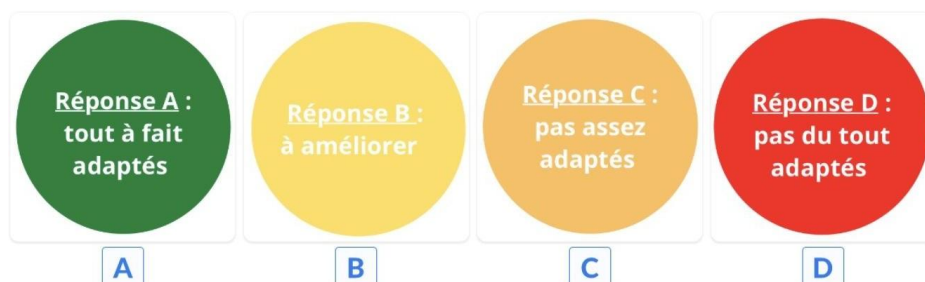 Réponse A :
tout à fait
adaptés
Réponse B :
à améliorer
Réponse C :
pas assez
adaptés
Réponse D :
pas du tout
adaptés
A
B
C
D